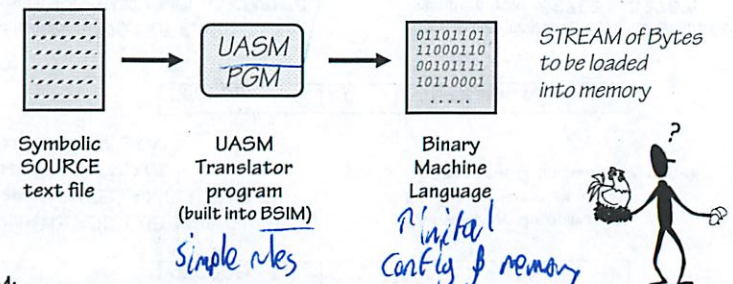 UASM
PGM
01101101
11000110
00101111
10110001
.....
STREAM of Bytes
to be loaded
into memory
?
Symbolic
SOURCE
text file
UASM
Translator
program
(built into BSIM)
Binary
Machine
Language
Simple rules
Inital
Config of memory